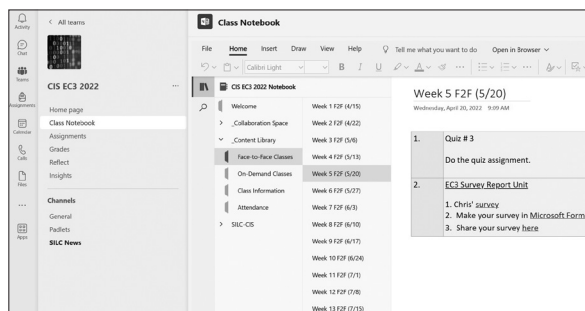 Activity
Chat
Teams
Assignments
Calendar
Calls
Files
Apps
All teams
CIS EC3 2022
Home page
Class Notebook
Assignments
Grades
Reflect
Insights
Channels
General
Padlets
SILC News
Class Notebook
File Home Insert Draw View Help Tell me what you want to do Open in Browser
Calibri Light B I U
CIS EC3 2022 Notebook
Welcome
_Collaboration Space
_Content Library
Face-to-Face Classes
On-Demand Classes
Class Information
Attendance
SILC-CIS
Week 1 F2F (4/15)
Week 2 F2F (4/22)
Week 3 F2F (5/6)
Week 4 F2F (5/13)
Week 5 F2F (5/20)
Week 6 F2F (5/27)
Week 7 F2F (6/3)
Week 8 F2F (6/10)
Week 9 F2F (6/17)
Week 10 F2F (6/24)
Week 11 F2F (7/1)
Week 12 F2F (7/8)
Week 13 F2F (7/15)
Week 5 F2F (5/20)
Wednesday, April 20, 2022 9:09 AM
1. Quiz # 3
Do the quiz assignment.
2. EC3 Survey Report Unit
1. Chris' survey
2. Make your survey in Microsoft Form
3. Share your survey here